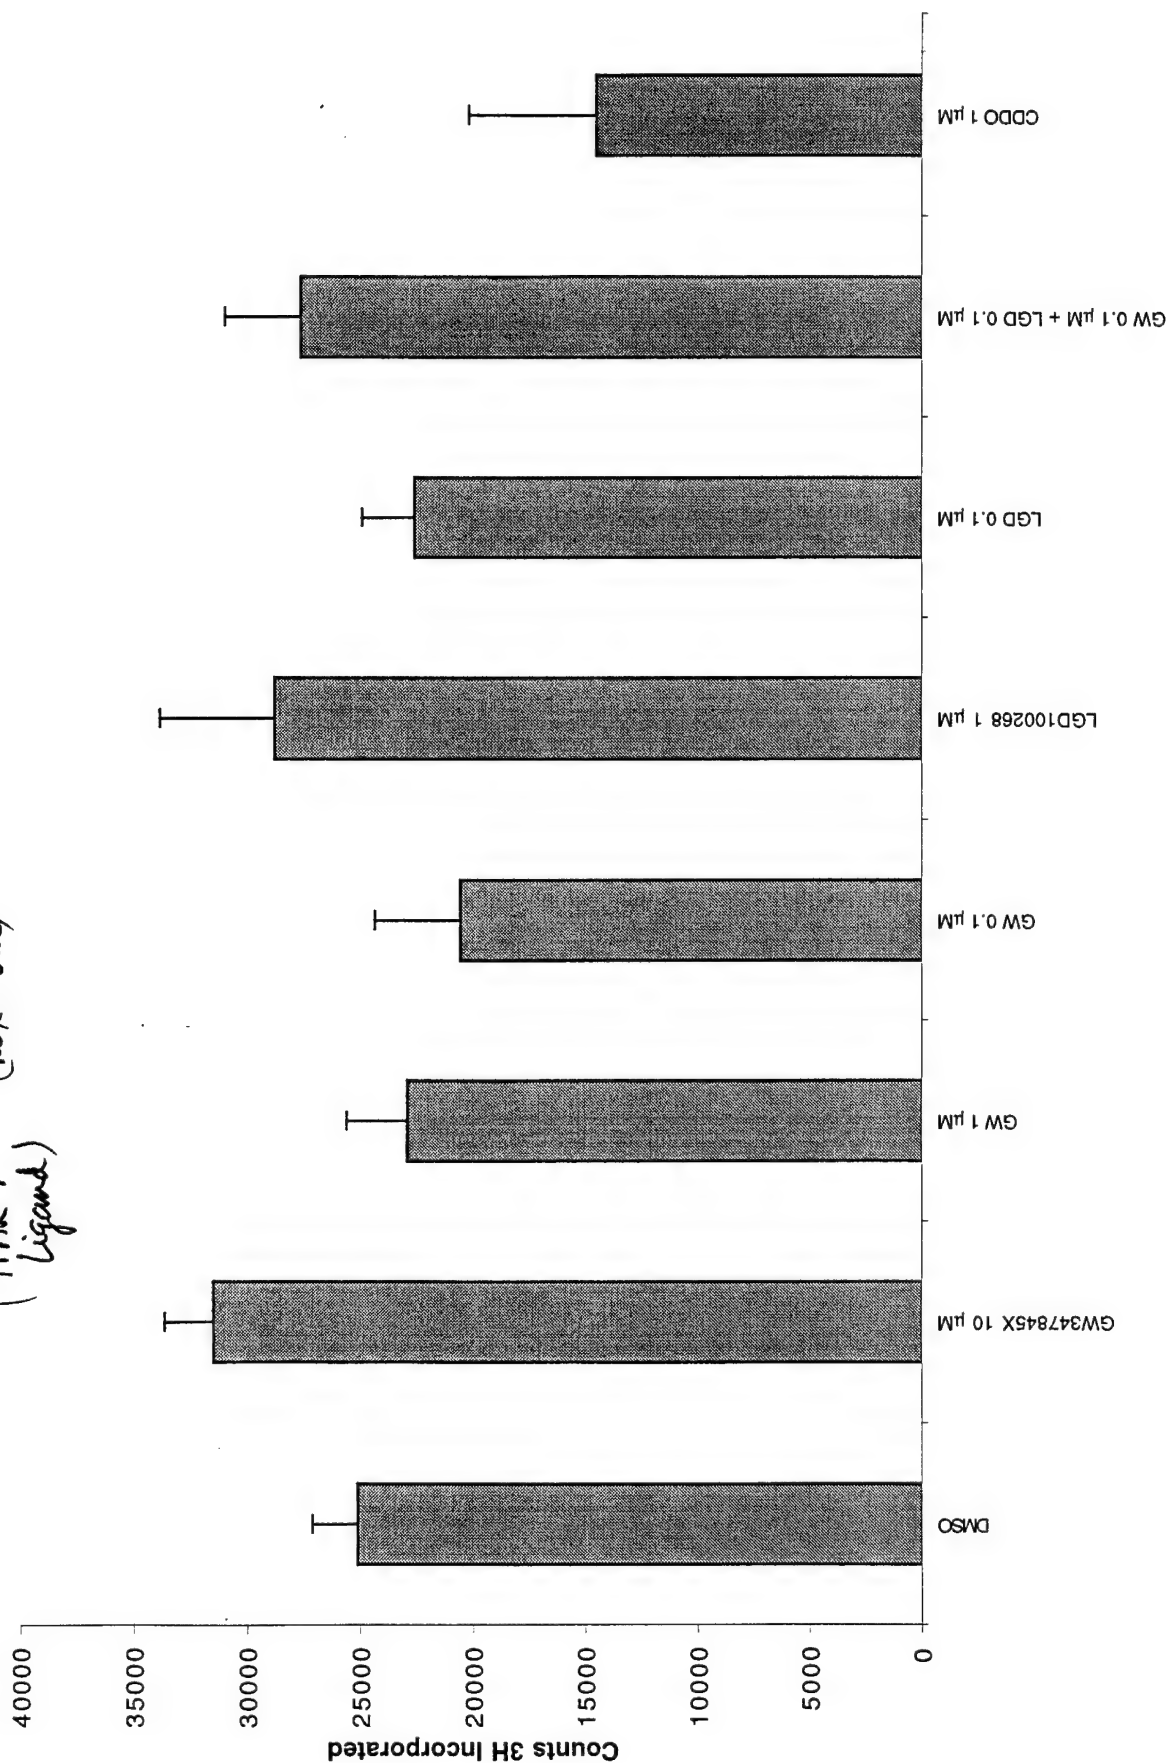 Ligand)
40000
35000
30000
25000
20000
15000
10000
5000
0
Counts 3H Incorporated
DMSO
GW347845X 10 µM
GW 1 µM
GW 0.1 µM
LGD100268 1 µM
LGD 0.1 µM
GW 0.1 µM + LGD 0.1 µM
CDDO 1 µM